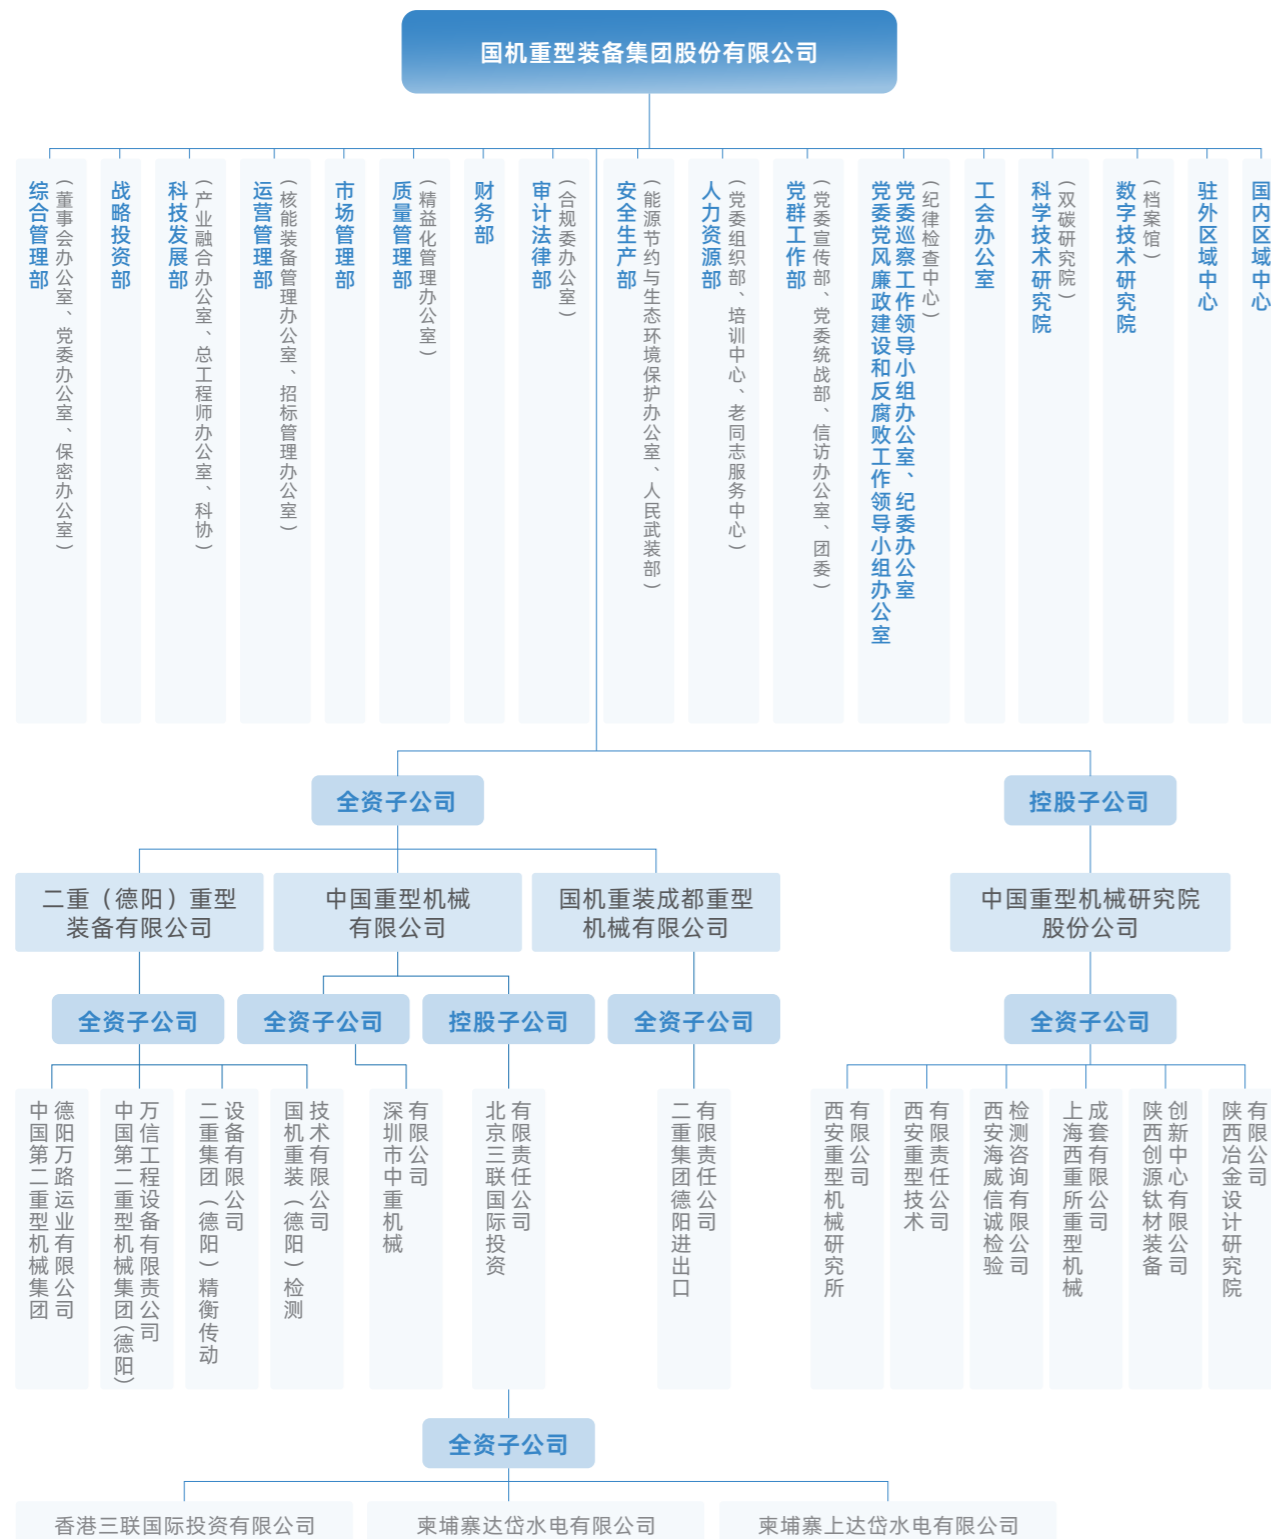 国机重型装备集团股份有限公司
综合管理部
（董事会办公室、党委办公室、保密办公室）
战略投资部
科技发展部
（产业融合办公室、总工程师办公室、科协）
运营管理部
（核能装备管理办公室、招标管理办公室）
市场管理部
质量管理部
（精益化管理办公室）
财务部
审计法律部
（合规委办公室）
安全生产部
（能源节约与生态环境保护办公室、人民武装部）
人力资源部
（党委组织部、培训中心、老同志服务中心）
党群工作部
（党委宣传部、党委统战部、信访办公室、团委）
党委党风廉政建设和反腐败工作领导小组办公室
党委巡察工作领导小组办公室、纪委办公室
（纪律检查中心）
工会办公室
科学技术研究院
（双碳研究院）
数字技术研究院
（档案馆）
驻外区域中心
国内区域中心
全资子公司
控股子公司
二重（德阳）重型
装备有限公司
中国重型机械
有限公司
国机重装成都重型
机械有限公司
中国重型机械研究院
股份公司
全资子公司
全资子公司
控股子公司
全资子公司
全资子公司
中国第二重型机械集团
德阳万路运业有限公司
中国第二重型机械集团（德阳）
万信工程设备有限责公司
二重集团（德阳）精衡传动
设备有限公司
国机重装（德阳）检测
技术有限公司
深圳市中重机械
有限公司
北京三联国际投资
有限责任公司
二重集团德阳进出口
有限责任公司
西安重型机械研究所
有限公司
西安重型技术
有限责任公司
西安海威信诚检验
检测咨询有限公司
上海西重所重型机械
成套有限公司
陕西创源钛材装备
创新中心有限公司
陕西冶金设计研究院
有限公司
全资子公司
香港三联国际投资有限公司
柬埔寨达岱水电有限公司
柬埔寨上达岱水电有限公司